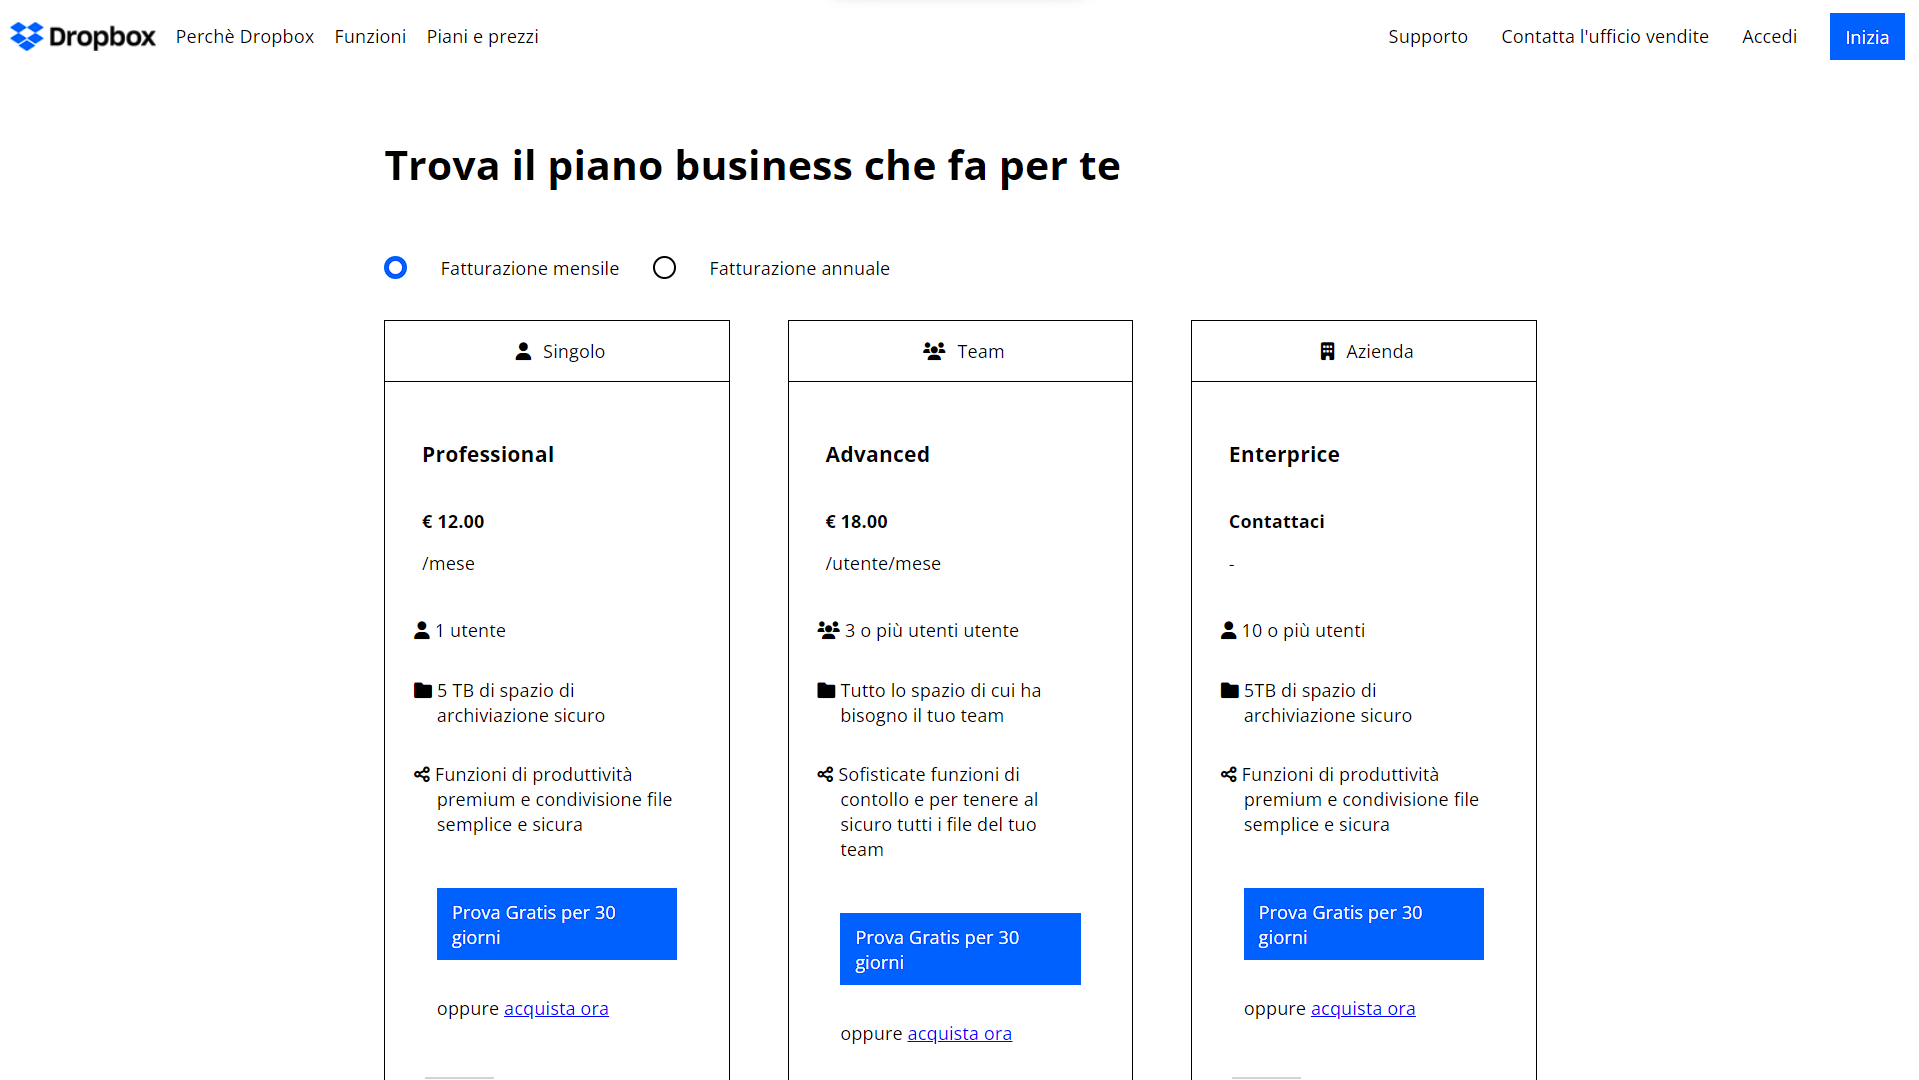 Dropbox Perchè Dropbox Funzioni Piani e prezzi Supporto Contatta l'ufficio vendite Accedi Inizia
Trova il piano business che fa per te
Fatturazione mensile Fatturazione annuale
Singolo
Professional
€ 12.00
/mese
1 utente
5 TB di spazio di
archiviazione sicuro
Funzioni di produttività
premium e condivisione file
semplice e sicura
Prova Gratis per 30
giorni
oppure acquista ora
Team
Advanced
€ 18.00
/utente/mese
3 o più utenti utente
Tutto lo spazio di cui ha
bisogno il tuo team
Sofisticate funzioni di
contollo e per tenere al
sicuro tutti i file del tuo
team
Prova Gratis per 30
giorni
oppure acquista ora
Azienda
Enterprice
Contattaci
-
10 o più utenti
5TB di spazio di
archiviazione sicuro
Funzioni di produttività
premium e condivisione file
semplice e sicura
Prova Gratis per 30
giorni
oppure acquista ora